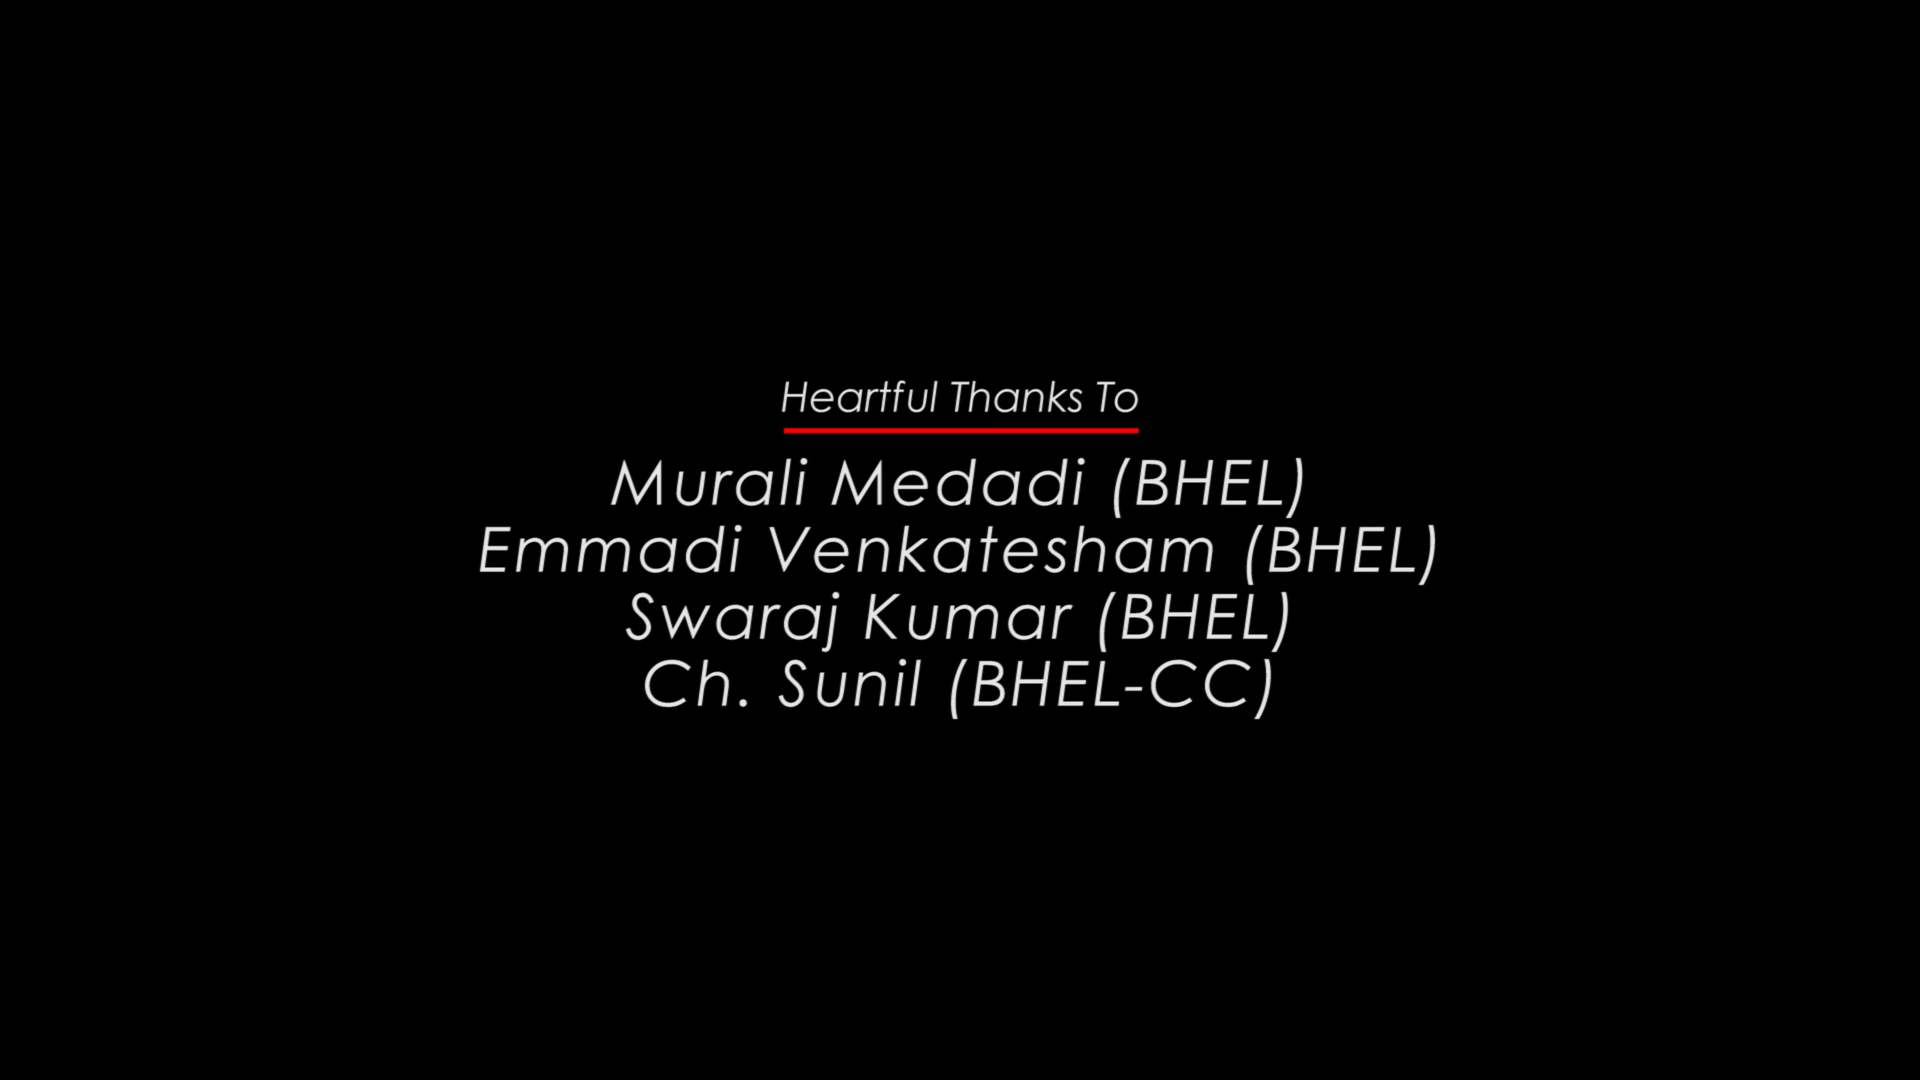 Heartful Thanks To
Murali Medadi (BHEL)
Emmadi Venkatesham (BHEL)
Swaraj Kumar (BHEL)
Ch. Sunil (BHEL-CC)